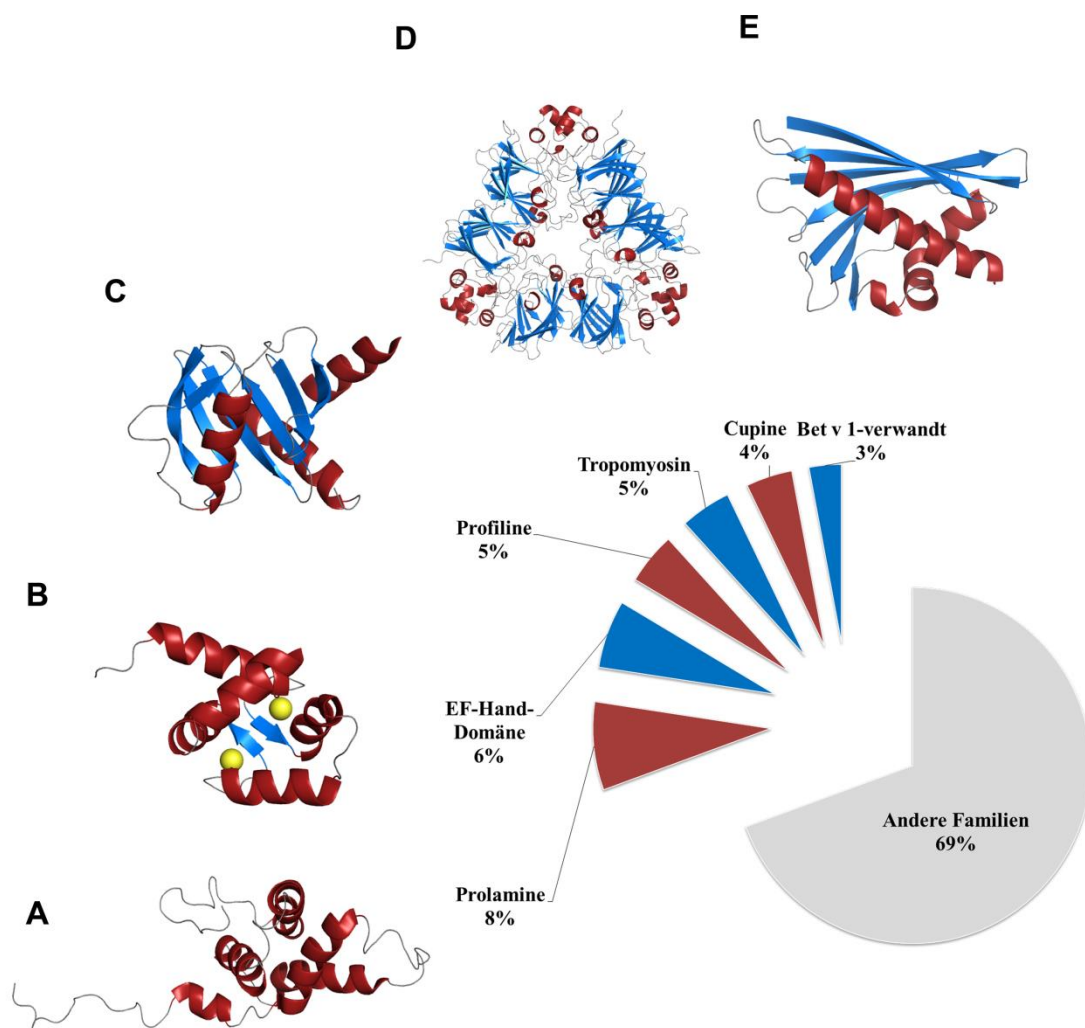 D
E
C
Cupine
4%
Bet v 1-verwandt
3%
Tropomyosin
5%
Profiline
5%
B
EF-Hand-
Domäne
6%
Andere Familien
69%
Prolamine
8%
A